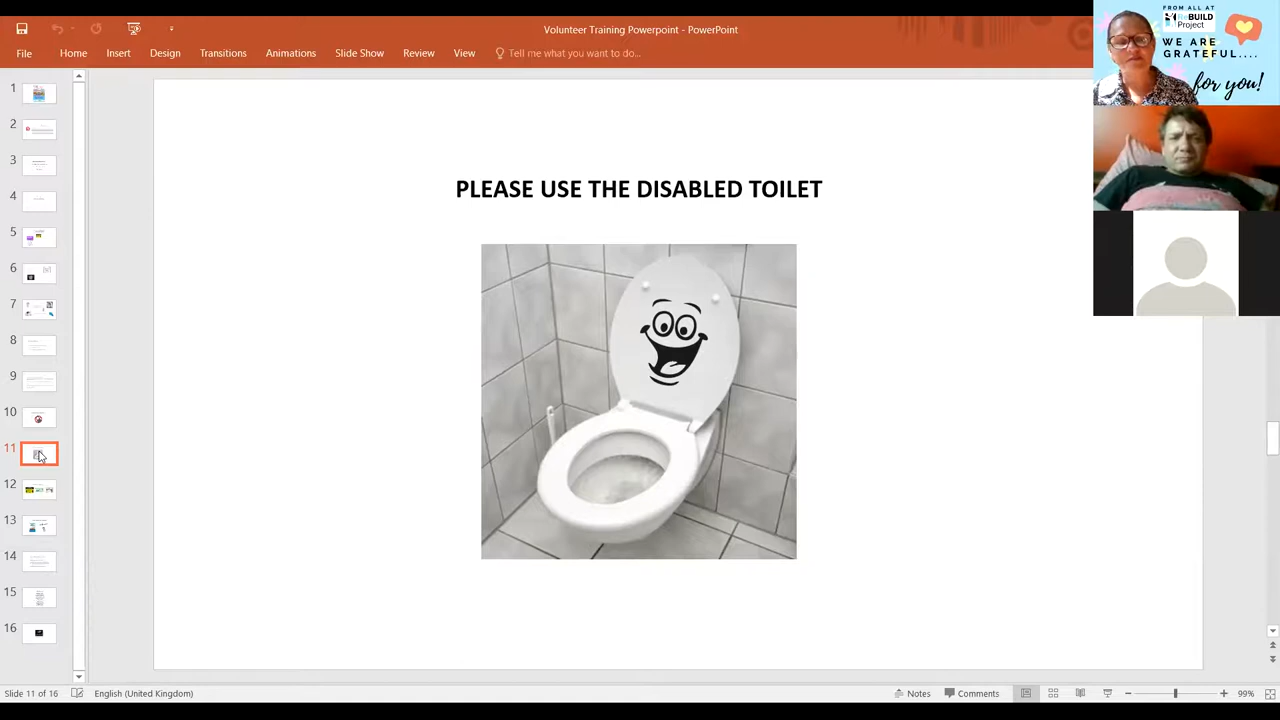 Volunteer Training Powerpoint - PowerPoint
File Home Insert Design Transitions Animations Slide Show Review View Tell me what you want to do...
1
2
3
4
5
6
7
9
10
11
12
13
14
15
16
PLEASE USE THE DISABLED TOILET
FROM ALL AT
ReBUILD
Project
WE ARE
GRATEFUL....
for you!
Slide 11 of 16 English (United Kingdom) Notes Comments 99%